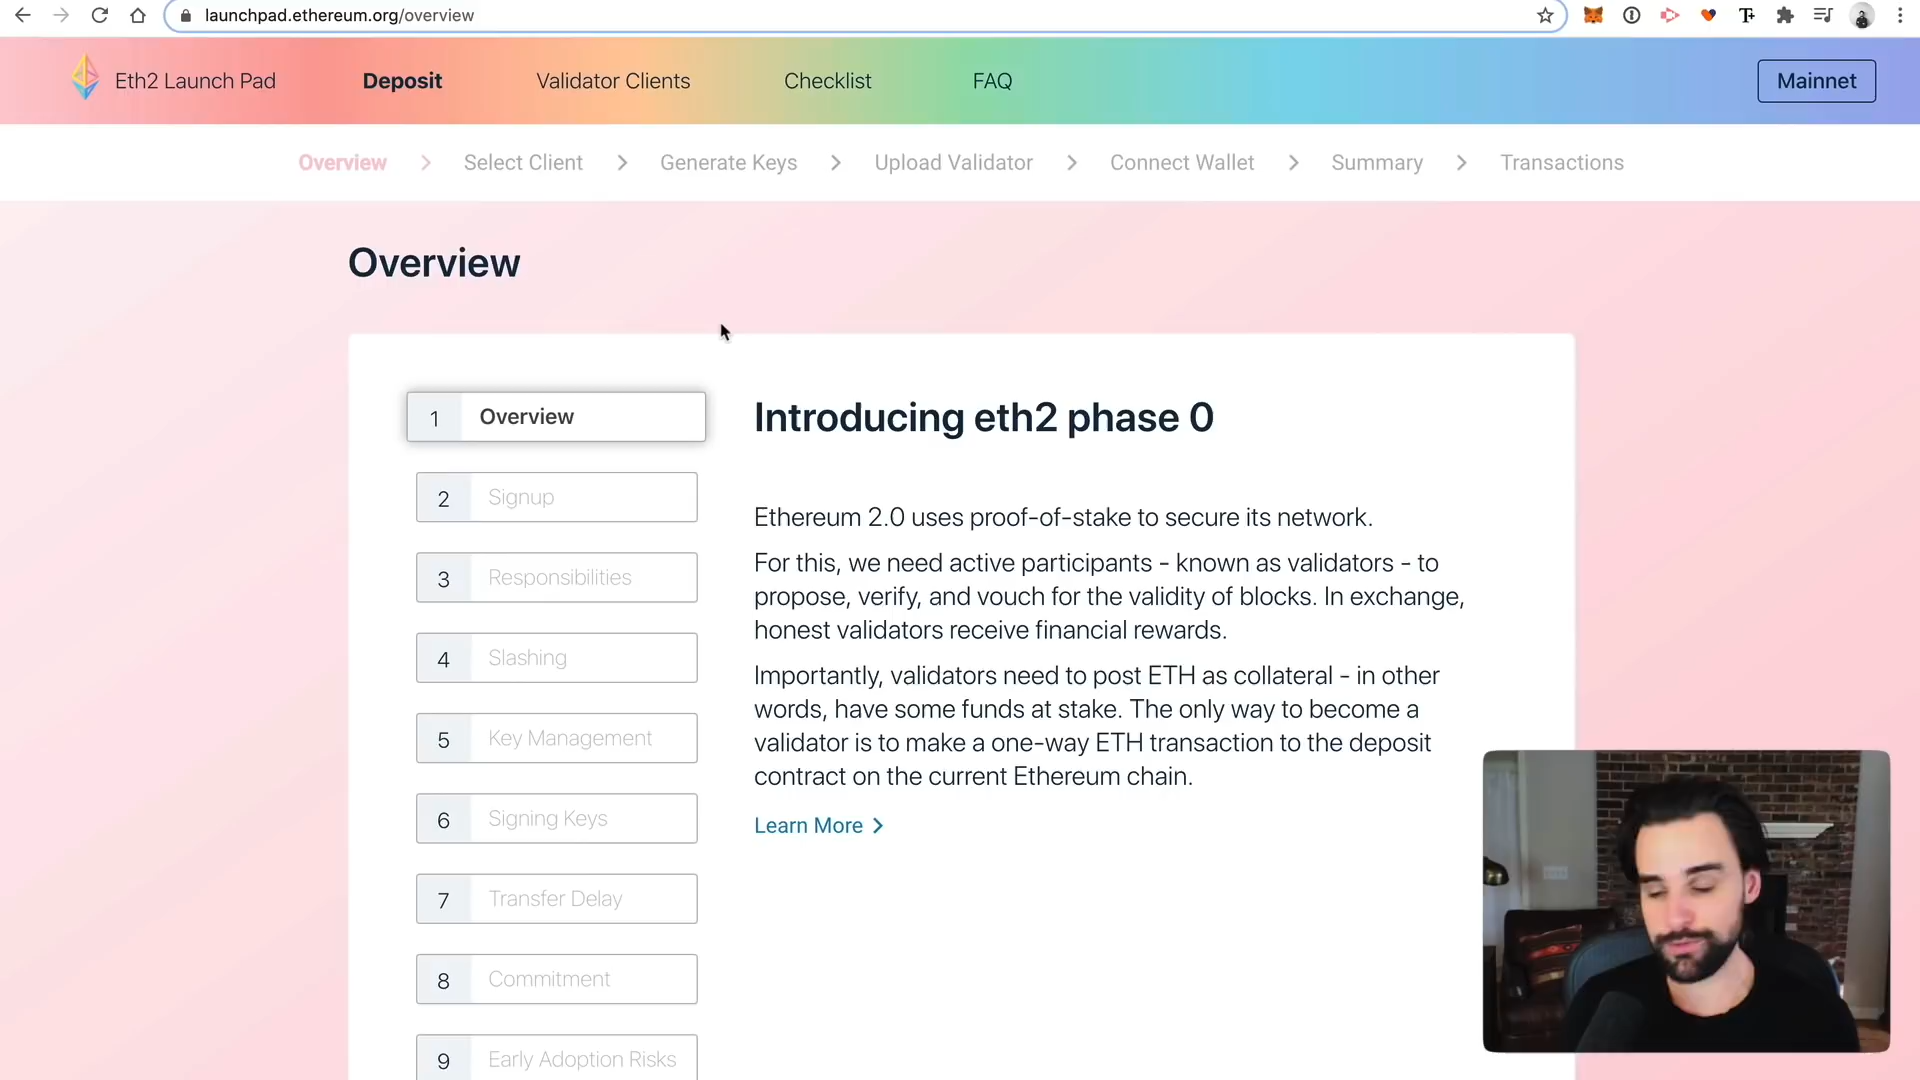 launchpad.ethereum.org/overview
Eth2 Launch Pad
Deposit
Validator Clients
Checklist
FAQ
Mainnet
Overview
Select Client
Generate Keys
Upload Validator
Connect Wallet
Summary
Transactions
Overview
1 Overview
2 Signup
3 Responsibilities
4 Slashing
5 Key Management
6 Signing Keys
7 Transfer Delay
8 Commitment
9 Early Adoption Risks
Introducing eth2 phase 0
Ethereum 2.0 uses proof-of-stake to secure its network.
For this, we need active participants - known as validators - to
propose, verify, and vouch for the validity of blocks. In exchange,
honest validators receive financial rewards.
Importantly, validators need to post ETH as collateral - in other
words, have some funds at stake. The only way to become a
validator is to make a one-way ETH transaction to the deposit
contract on the current Ethereum chain.
Learn More